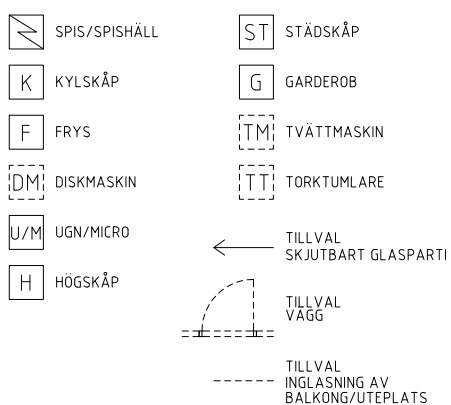 SPIS/SPISHÄLL
K KYLSKÅP
F FRYS
DM DISKMASKIN
U/M UGN/MICRO
H HÖGSKÅP
ST STÄDSKÅP
G GARDEROB
TM TVÄTTMASKIN
TT TORKTUMLARE
TILLVAL
SKJUTBART GLASPARTI
TILLVAL
VÄGG
TILLVAL
INGLASNING AV
BALKONG/UTEPLATS